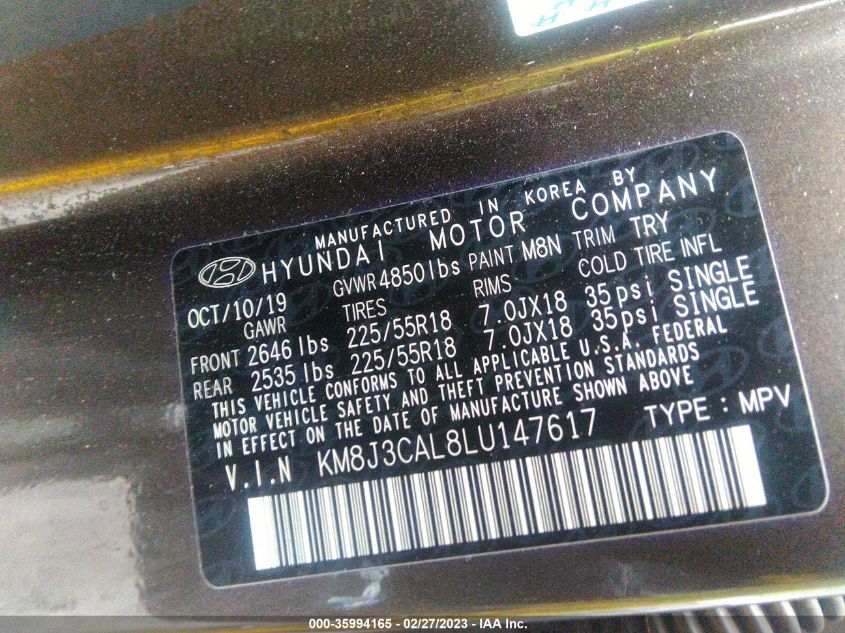 MANUFACTURED IN KOREA BY
HYUNDAI MOTOR COMPANY
OCT/10/19 GVWR 4850 lbs PAINT M8N TRIM TRY
GAWR TIRES RIMS COLD TIRE INFL
FRONT 2646 lbs 225/55R18 7.0JX18 35psi SINGLE
REAR 2535 lbs 225/55R18 7.0JX18 35psi SINGLE
THIS VEHICLE CONFORMS TO ALL APPLICABLE U.S.A. FEDERAL
MOTOR VEHICLE SAFETY AND THEFT PREVENTION STANDARDS
IN EFFECT ON THE DATE OF MANUFACTURE SHOWN ABOVE
V.I.N KM8J3CAL8LU147617 TYPE : MPV
000-35994165 - 02/27/2023 - IAA Inc.